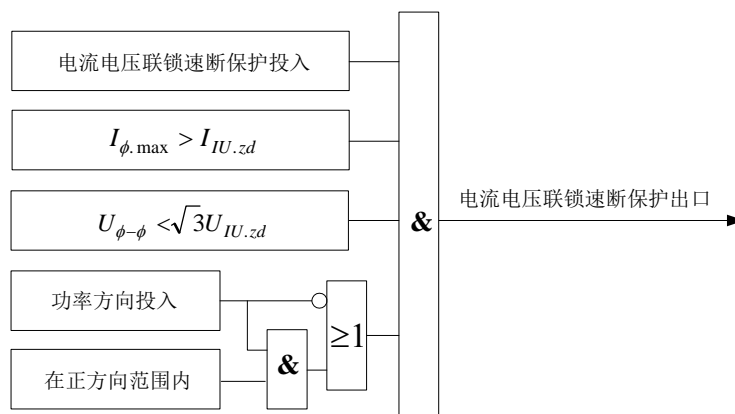 电流电压联锁速断保护投入
I_{ϕ.max} > I_{IU.zd}
U_{ϕ−ϕ} < √3U_{IU.zd}
&
电流电压联锁速断保护出口
功率方向投入
≥1
&
在正方向范围内